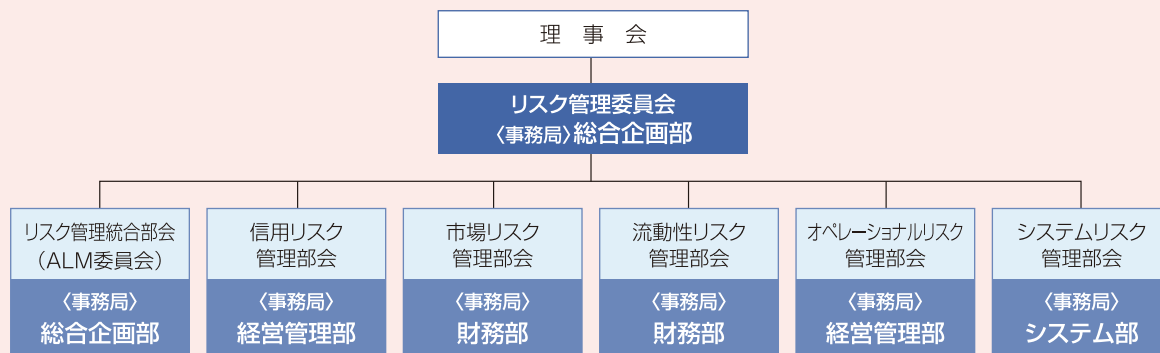 理事会
リスク管理委員会
〈事務局〉総合企画部
リスク管理統合部会
（ALM委員会）
〈事務局〉
総合企画部
信用リスク
管理部会
〈事務局〉
経営管理部
市場リスク
管理部会
〈事務局〉
財務部
流動性リスク
管理部会
〈事務局〉
財務部
オペレーショナルリスク
管理部会
〈事務局〉
経営管理部
システムリスク
管理部会
〈事務局〉
システム部